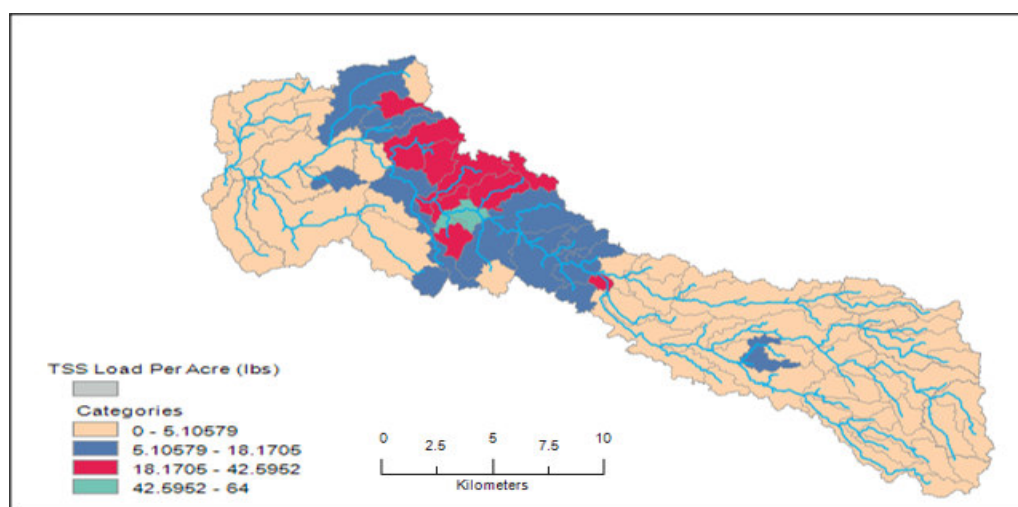 TSS Load Per Acre (lbs)
Categories
0 - 5.10579
5.10579 - 18.1705
18.1705 - 42.5952
42.5952 - 64
0 2.5 5 7.5 10
Kilometers